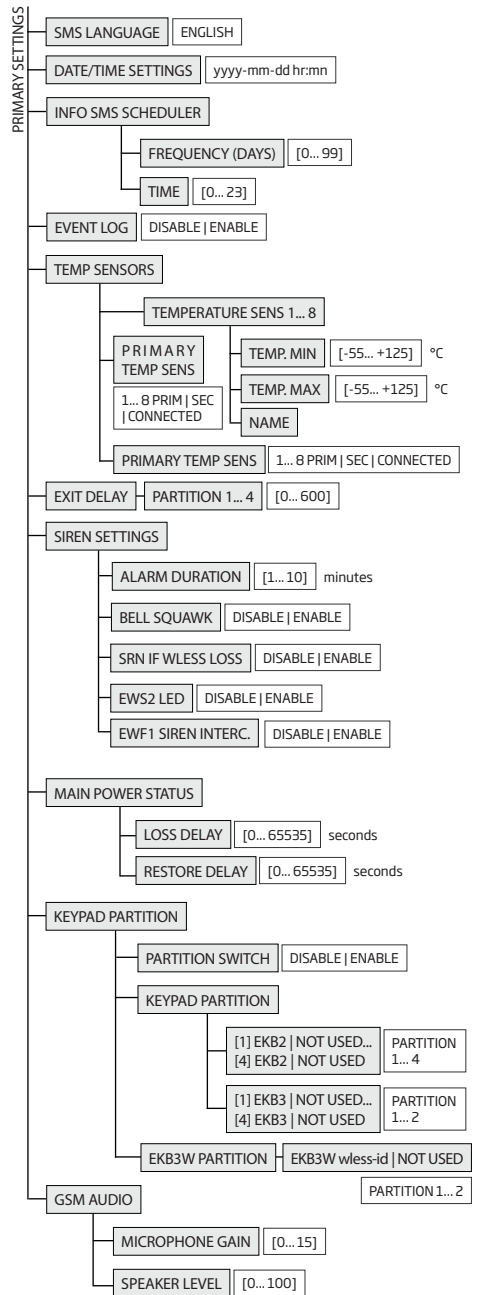 PRIMARY SETTINGS
SMS LANGUAGE ENGLISH
DATE/TIME SETTINGS yyyy-mm-dd hr:mn
INFO SMS SCHEDULER
FREQUENCY (DAYS) [0... 99]
TIME [0... 23]
EVENT LOG DISABLE | ENABLE
TEMP SENSORS
TEMPERATURE SENS 1... 8
PRIMARY
TEMP SENS
1... 8 PRIM | SEC
| CONNECTED
TEMP. MIN [-55... +125] °C
TEMP. MAX [-55... +125] °C
NAME
PRIMARY TEMP SENS 1... 8 PRIM | SEC | CONNECTED
EXIT DELAY PARTITION 1... 4 [0... 600]
SIREN SETTINGS
ALARM DURATION [1... 10] minutes
BELL SQUAWK DISABLE | ENABLE
SRN IF WLESS LOSS DISABLE | ENABLE
EWS2 LED DISABLE | ENABLE
EWF1 SIREN INTERC. DISABLE | ENABLE
MAIN POWER STATUS
LOSS DELAY [0... 65535] seconds
RESTORE DELAY [0... 65535] seconds
KEYPAD PARTITION
PARTITION SWITCH DISABLE | ENABLE
KEYPAD PARTITION
[1] EKB2 | NOT USED...
[4] EKB2 | NOT USED
PARTITION
1... 4
[1] EKB3 | NOT USED...
[4] EKB3 | NOT USED
PARTITION
1... 2
EKB3W PARTITION EKB3W wless-id | NOT USED
PARTITION 1... 2
GSM AUDIO
MICROPHONE GAIN [0... 15]
SPEAKER LEVEL [0... 100]